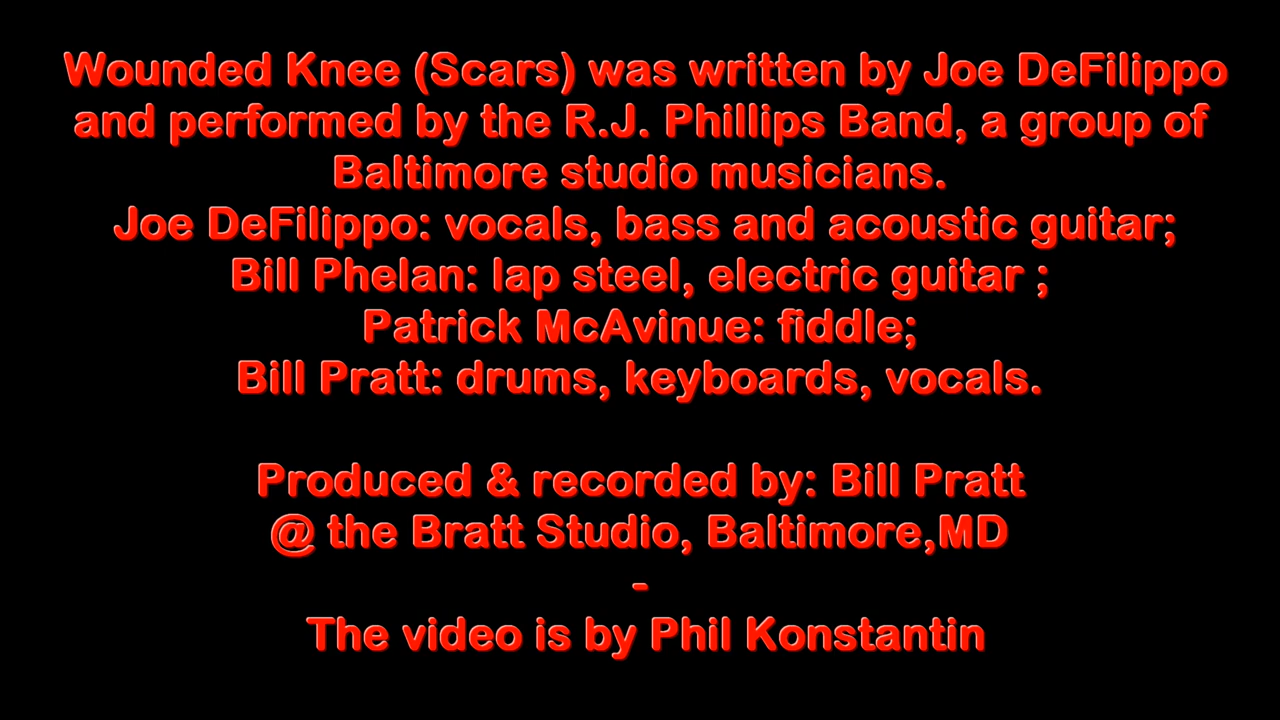 Wounded Knee (Scars) was written by Joe DeFilippo
and performed by the R.J. Phillips Band, a group of
Baltimore studio musicians.
Joe DeFilippo: vocals, bass and acoustic guitar;
Bill Phelan: lap steel, electric guitar ;
Patrick McAvinue: fiddle;
Bill Pratt: drums, keyboards, vocals.
Produced & recorded by: Bill Pratt
@ the Bratt Studio, Baltimore,MD
-
The video is by Phil Konstantin